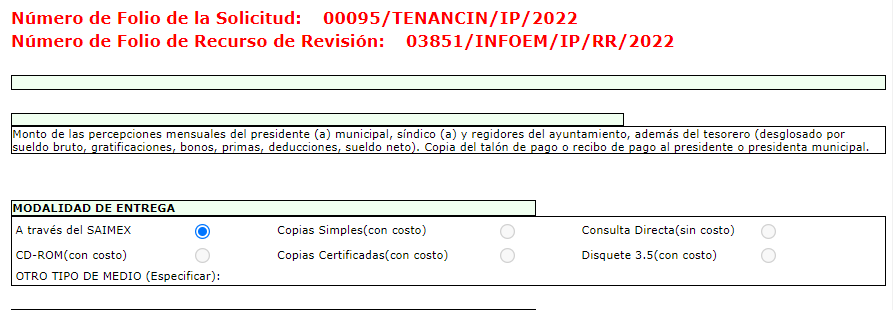 Número de Folio de la Solicitud: 00095/TENANCIN/IP/2022
Número de Folio de Recurso de Revisión: 03851/INFOEM/IP/RR/2022
Monto de las percepciones mensuales del presidente (a) municipal, síndico (a) y regidores del ayuntamiento, además del tesorero (desglosado por
sueldo bruto, gratificaciones, bonos, primas, deducciones, sueldo neto). Copia del talón de pago o recibo de pago al presidente o presidenta municipal.
MODALIDAD DE ENTREGA
A través del SAIMEX Copias Simples(con costo) Consulta Directa(sin costo)
CD-ROM(con costo) Copias Certificadas(con costo) Disquete 3.5(con costo)
OTRO TIPO DE MEDIO (Especificar):